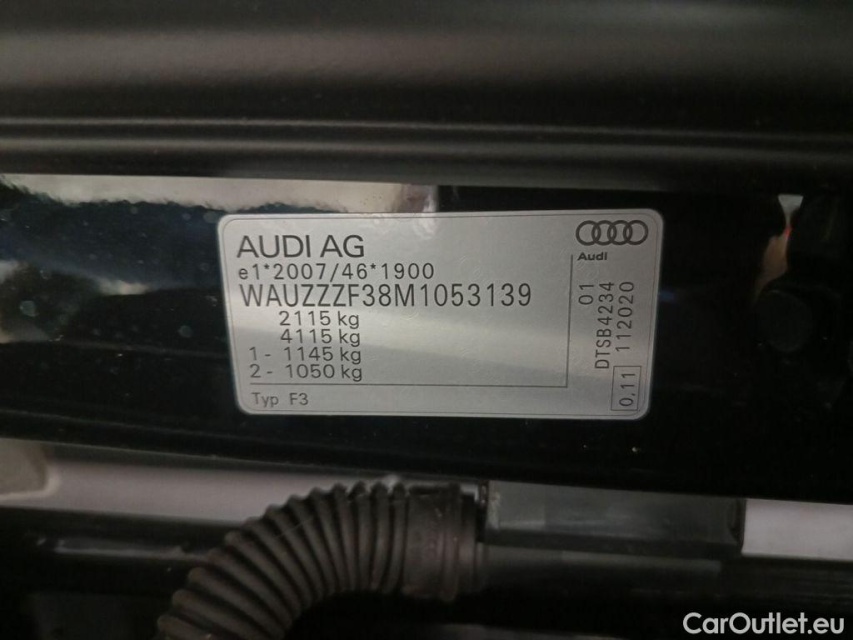 AUDI AG
e1*2007/46*1900
WAUZZZF38M1053139
2115 kg
4115 kg
1- 1145 kg
2- 1050 kg
Typ F3
Audi
01
DTSB4234
112020
0,11
CarOutlet.eu